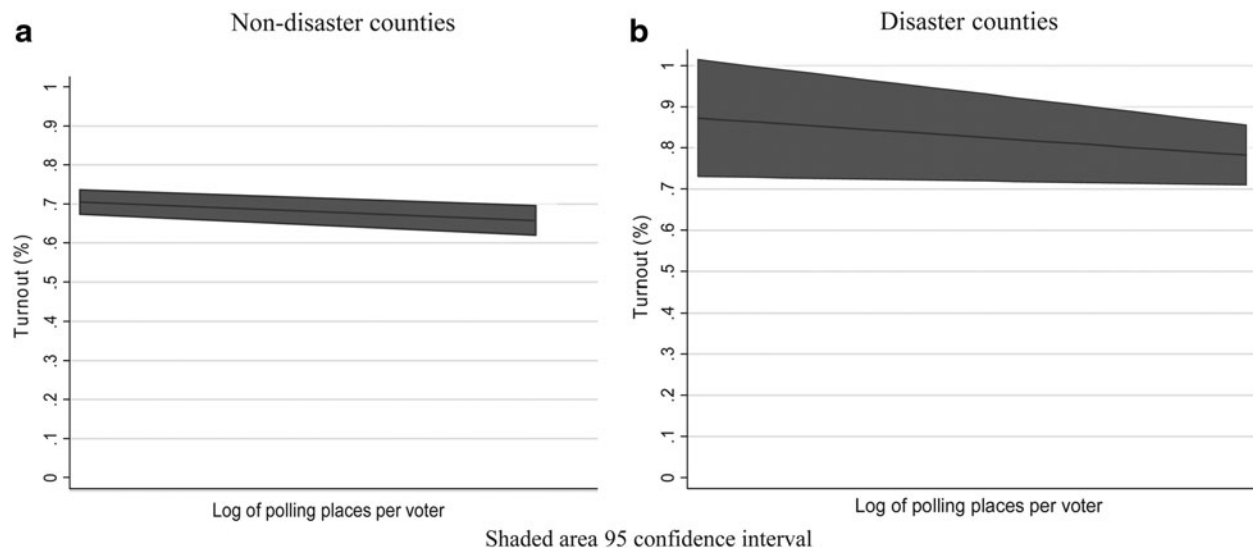 a
Non-disaster counties
1
.9
.8
.7
.6
.5
.4
.3
.2
.1
0
Turnout (%)
Log of polling places per voter
b
Disaster counties
1
.9
.8
.7
.6
.5
.4
.3
.2
.1
0
Turnout (%)
Log of polling places per voter
Shaded area 95 confidence interval